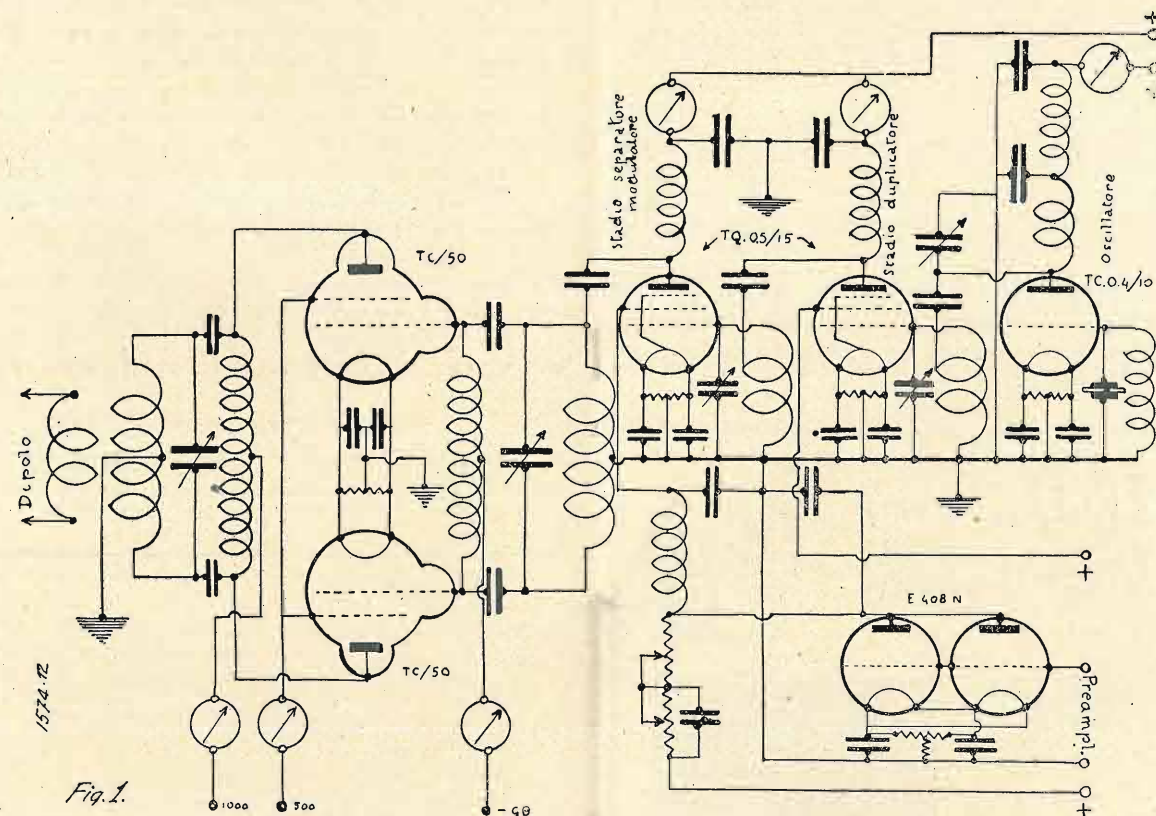 +
Stadio separatore
modulatore
Stadio duplicatore
Oscillatore
TC/50
TQ.05/15
TC.0.4/10
Dipolo
+
E 408 N
TC/50
Preampl.
1574-12
Fig. 1.
1000
500
+